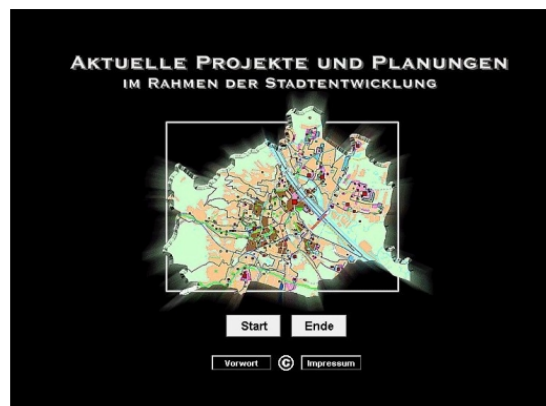 AKTUELLE PROJEKTE UND PLANUNGEN
IM RAHMEN DER STADTENTWICKLUNG
Start Ende
Vorwort © Impressum